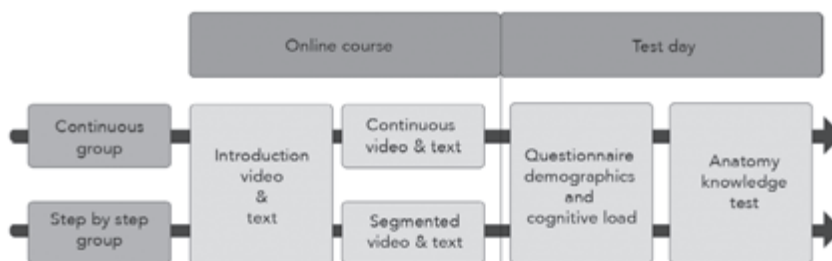 Online course
Test day
Continuous
group
Step by step
group
Introduction
video
&
text
Continuous
video & text
Segmented
video & text
Questionnaire
demographics
and
cognitive load
Anatomy
knowledge
test